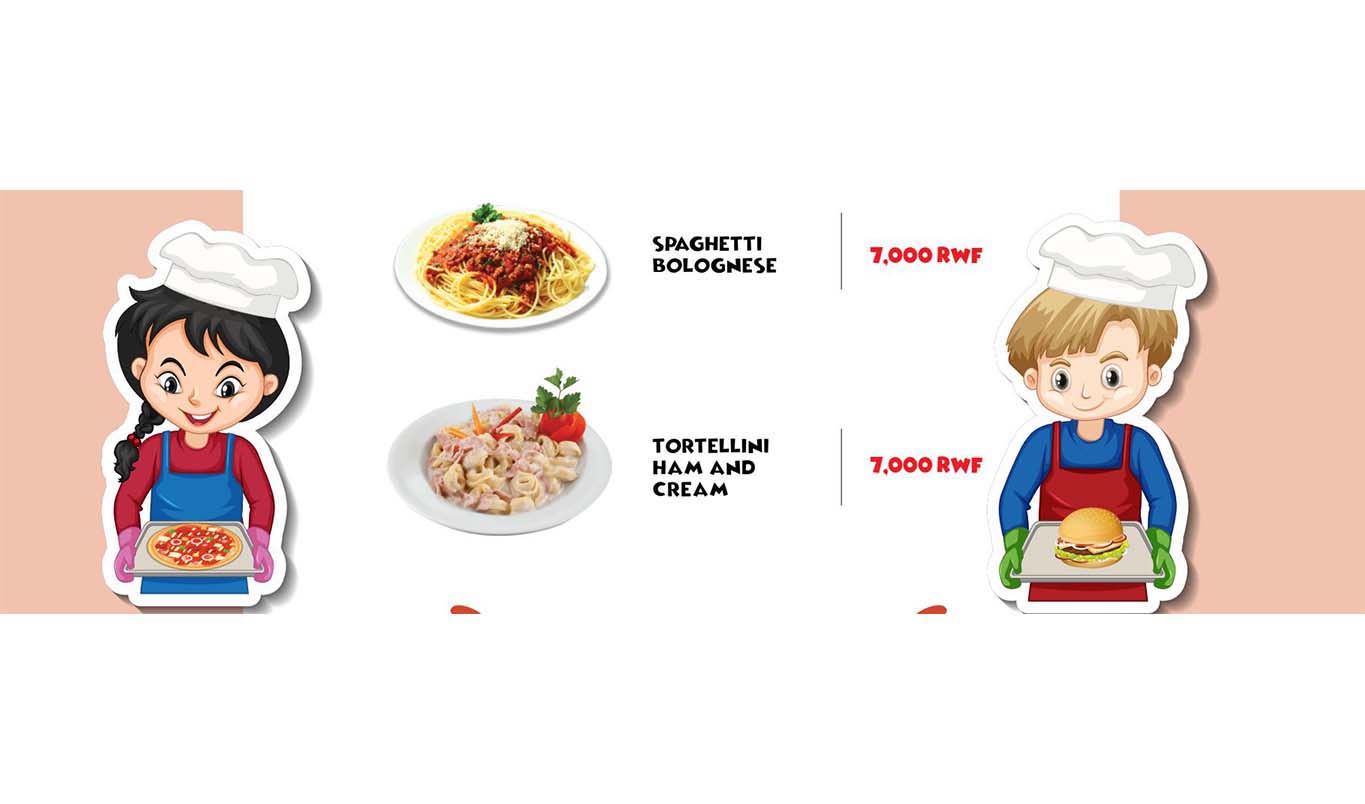 SPAGHETTI
BOLOGNESE
7,000 RWF
TORTELLINI
HAM AND
CREAM
7,000 RWF